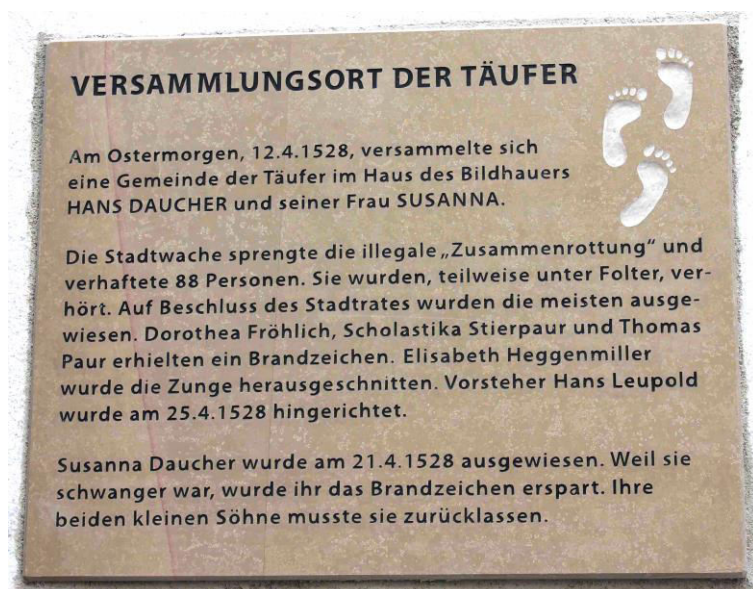 VERSAMMLUNGSORT DER TÄUFER
Am Ostermorgen, 12.4.1528, versammelte sich
eine Gemeinde der Täufer im Haus des Bildhauers
HANS DAUCHER und seiner Frau SUSANNA.
Die Stadtwache sprengte die illegale „Zusammenrottung“ und
verhaftete 88 Personen. Sie wurden, teilweise unter Folter, ver-
hört. Auf Beschluss des Stadtrates wurden die meisten ausge-
wiesen. Dorothea Fröhlich, Scholastika Stierpaur und Thomas
Paur erhielten ein Brandzeichen. Elisabeth Heggenmiller
wurde die Zunge herausgeschnitten. Vorsteher Hans Leupold
wurde am 25.4.1528 hingerichtet.
Susanna Daucher wurde am 21.4.1528 ausgewiesen. Weil sie
schwanger war, wurde ihr das Brandzeichen erspart. Ihre
beiden kleinen Söhne musste sie zurücklassen.